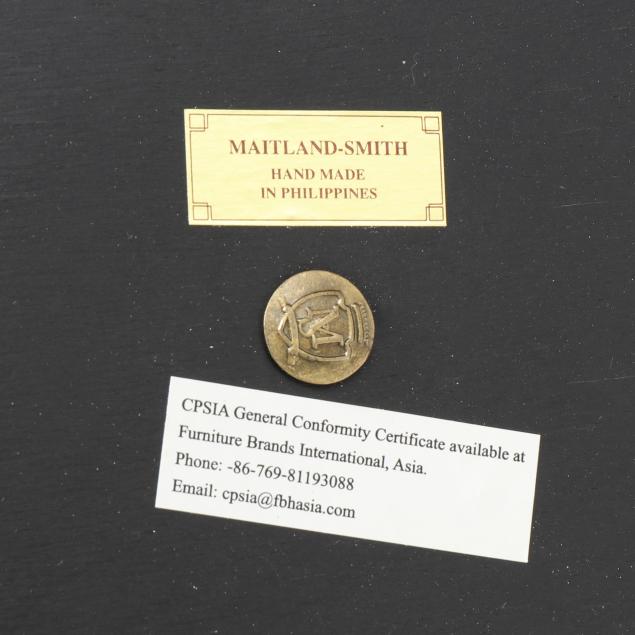 MAITLAND-SMITH
HAND MADE
IN PHILIPPINES
CPSIA General Conformity Certificate available at
Furniture Brands International, Asia.
Phone: -86-769-81193088
Email: cpsia@fbhasia.com